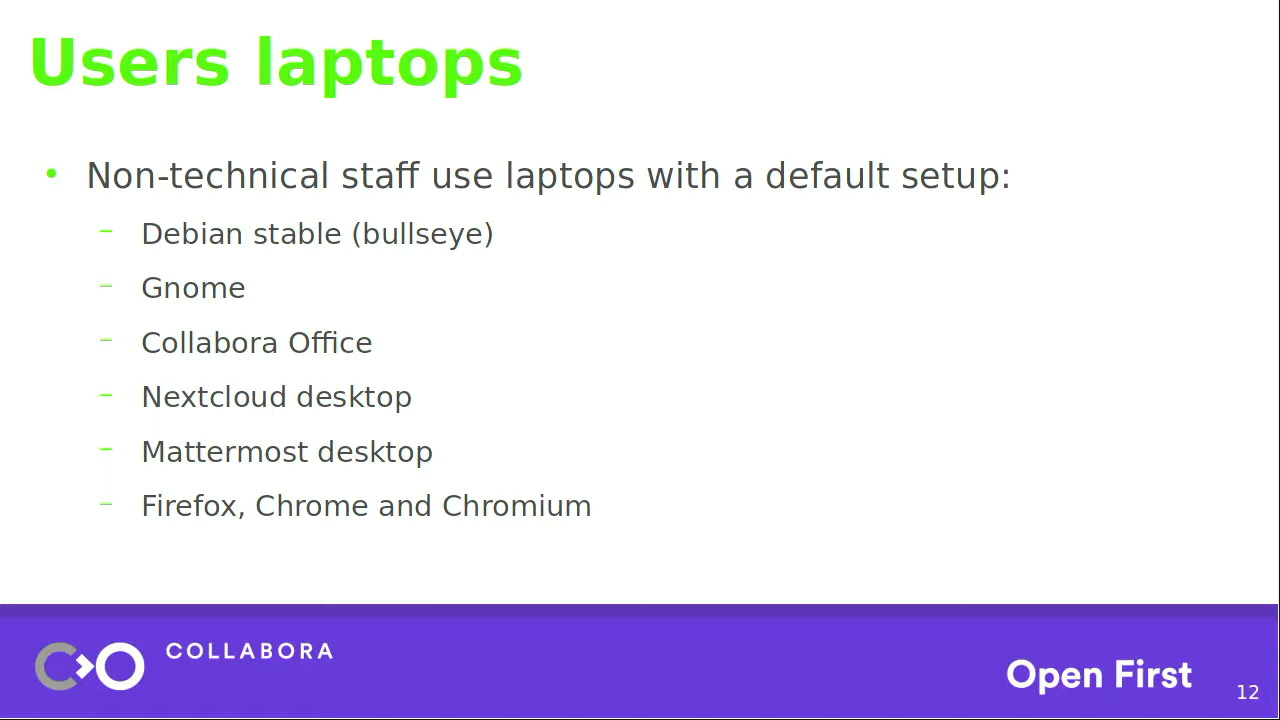 Users laptops
• Non-technical staff use laptops with a default setup:
– Debian stable (bullseye)
– Gnome
– Collabora Office
– Nextcloud desktop
– Mattermost desktop
– Firefox, Chrome and Chromium
COLLABORA
Open First
12